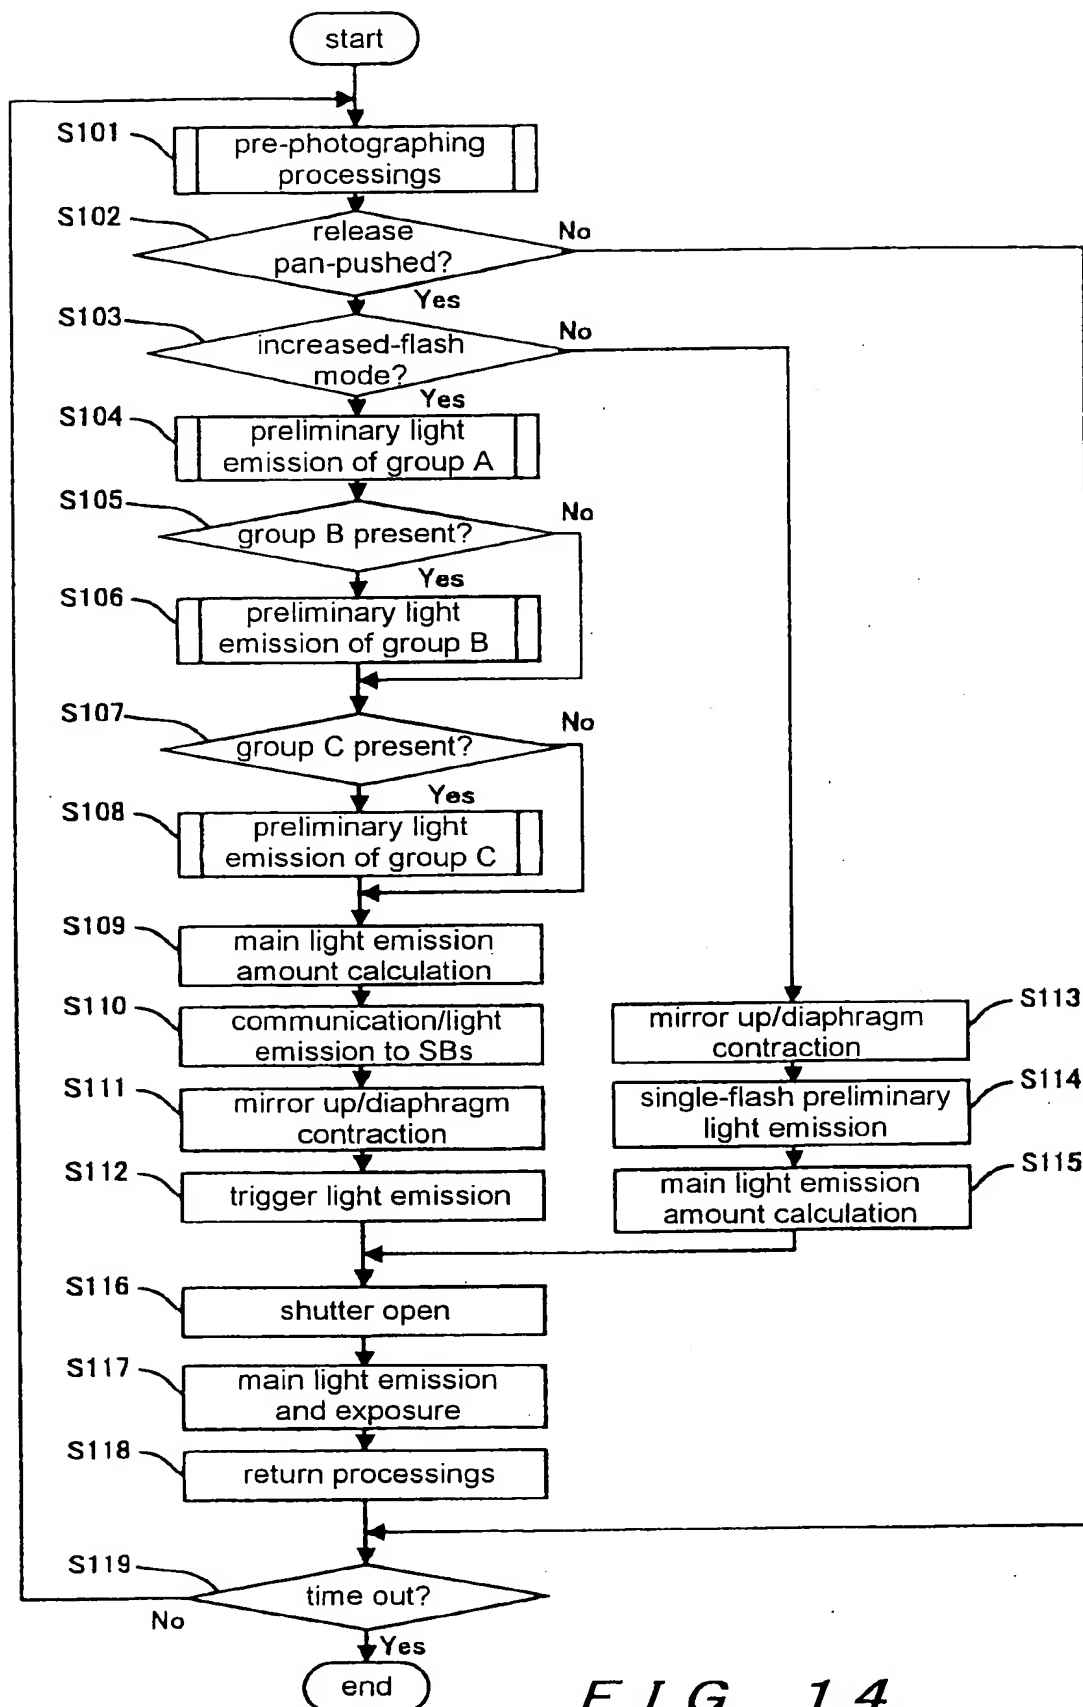 start
S101
pre-photographing
processings
S102
release
pan-pushed?
No
Yes
S103
increased-flash
mode?
No
Yes
S104
preliminary light
emission of group A
S105
group B present?
No
Yes
S106
preliminary light
emission of group B
S107
group C present?
No
Yes
S108
preliminary light
emission of group C
S109
main light emission
amount calculation
S110
communication/light
emission to SBs
S111
mirror up/diaphragm
contraction
S112
trigger light emission
S113
mirror up/diaphragm
contraction
S114
single-flash preliminary
light emission
S115
main light emission
amount calculation
S116
shutter open
S117
main light emission
and exposure
S118
return processings
S119
time out?
No
Yes
end
FIG. 14